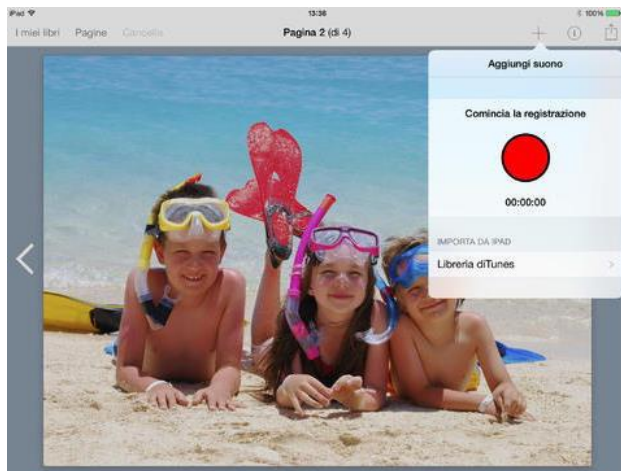 iPad
13:36
100%
I miei libri Pagine Cancella
Pagina 2 (di 4)
Aggiungi suono
Comincia la registrazione
00:00:00
IMPORTA DA IPAD
Libreria diTunes